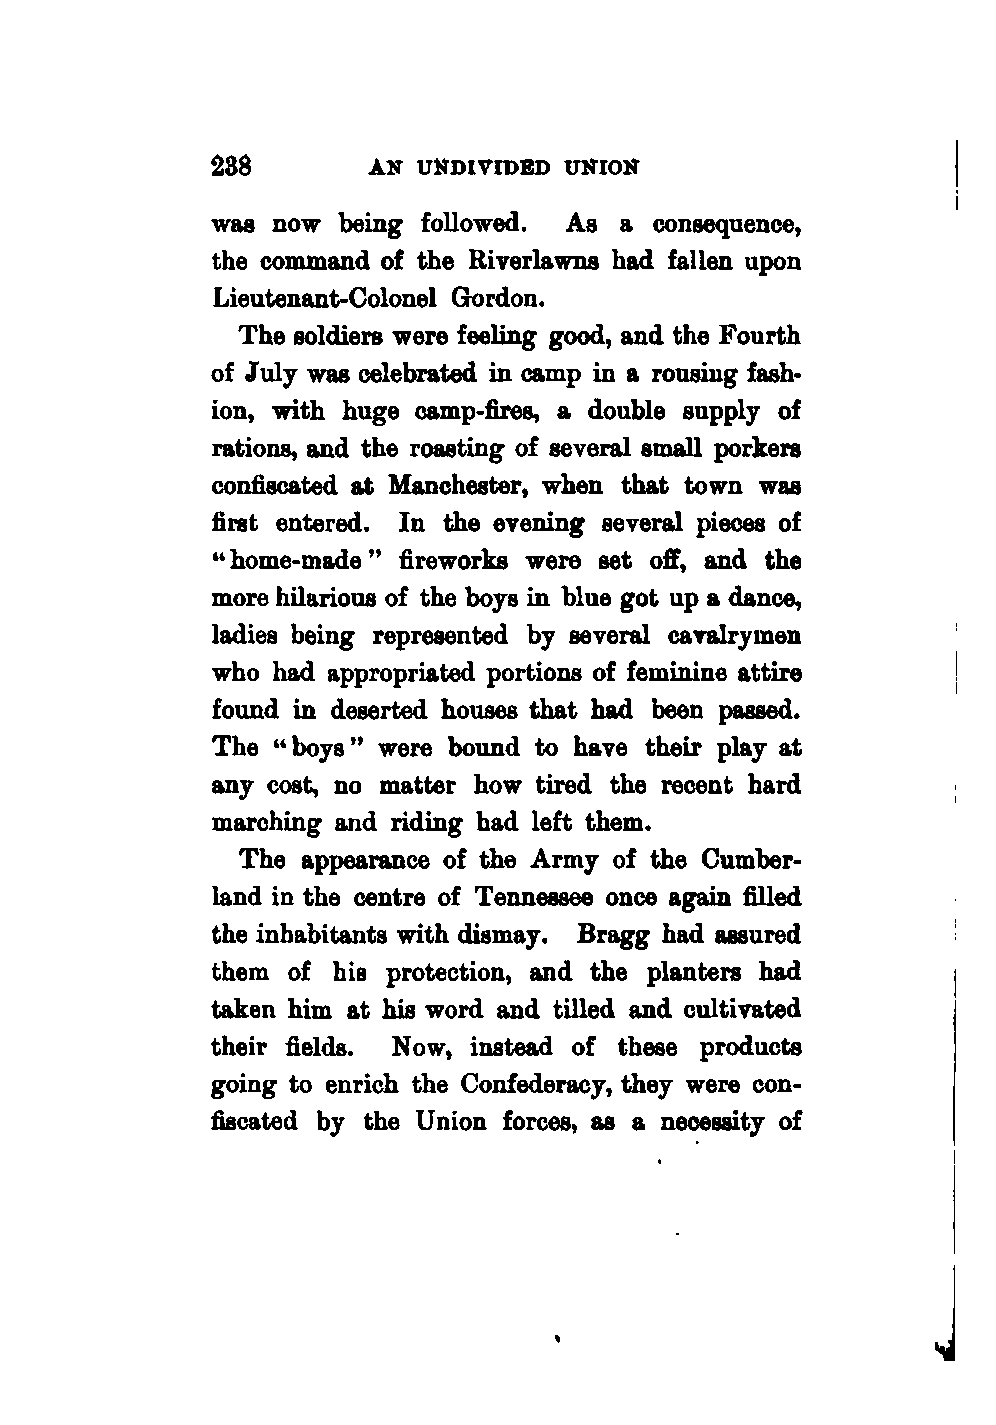 238 AN UNDIVIDED UNION
was now being followed. As a consequence,
the command of the Riverlawns had fallen upon
Lieutenant-Colonel Gordon.
The soldiers were feeling good, and the Fourth
of July was celebrated in camp in a rousing fash-
ion, with huge camp-fires, a double supply of
rations, and the roasting of several small porkers
confiscated at Manchester, when that town was
first entered. In the evening several pieces of
“home-made” fireworks were set off, and the
more hilarious of the boys in blue got up a dance,
ladies being represented by several cavalrymen
who had appropriated portions of feminine attire
found in deserted houses that had been passed.
The “boys” were bound to have their play at
any cost, no matter how tired the recent hard
marching and riding had left them.
The appearance of the Army of the Cumber-
land in the centre of Tennessee once again filled
the inhabitants with dismay. Bragg had assured
them of his protection, and the planters had
taken him at his word and tilled and cultivated
their fields. Now, instead of these products
going to enrich the Confederacy, they were con-
fiscated by the Union forces, as a necessity of